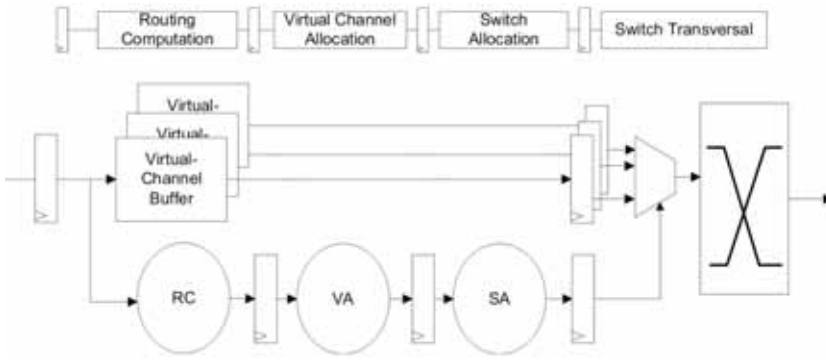 Routing
Computation
Virtual Channel
Allocation
Switch
Allocation
Switch Transversal
Virtual-
Virtual-
Virtual-
Channel
Buffer
RC
VA
SA